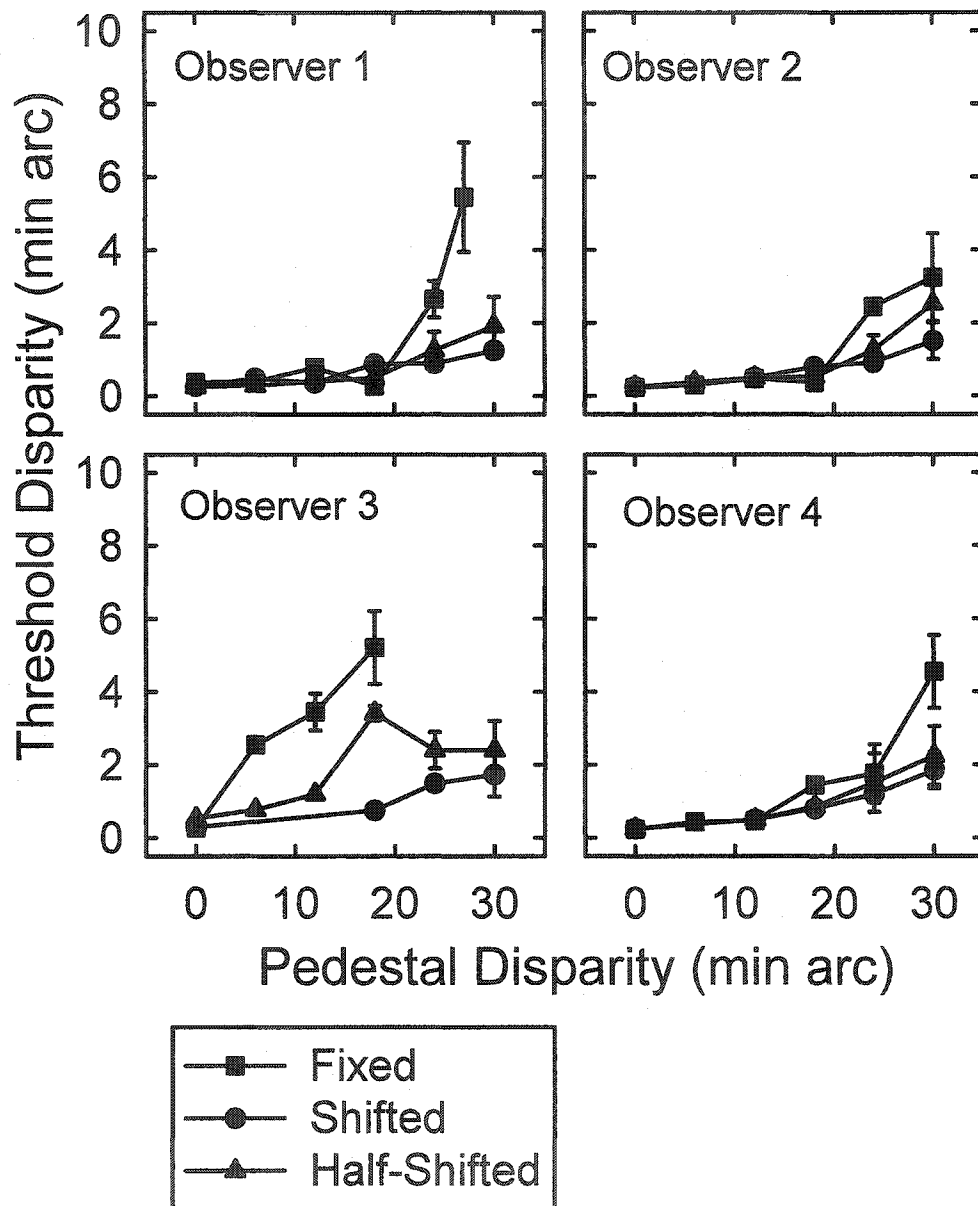 Threshold Disparity (min arc)
10
8
6
4
2
0
Observer 1
Observer 2
10
8
6
4
2
0
Observer 3
Observer 4
0 10 20 30
0 10 20 30
Pedestal Disparity (min arc)
Fixed
Shifted
Half-Shifted